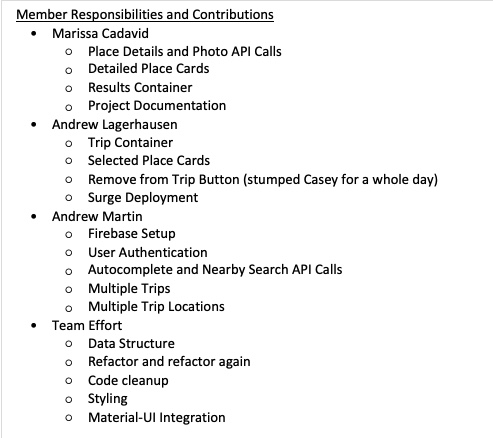 Member Responsibilities and Contributions
• Marissa Cadavid
o Place Details and Photo API Calls
o Detailed Place Cards
o Results Container
o Project Documentation
• Andrew Lagerhausen
o Trip Container
o Selected Place Cards
o Remove from Trip Button (stumped Casey for a whole day)
o Surge Deployment
• Andrew Martin
o Firebase Setup
o User Authentication
o Autocomplete and Nearby Search API Calls
o Multiple Trips
o Multiple Trip Locations
• Team Effort
o Data Structure
o Refactor and refactor again
o Code cleanup
o Styling
o Material-UI Integration